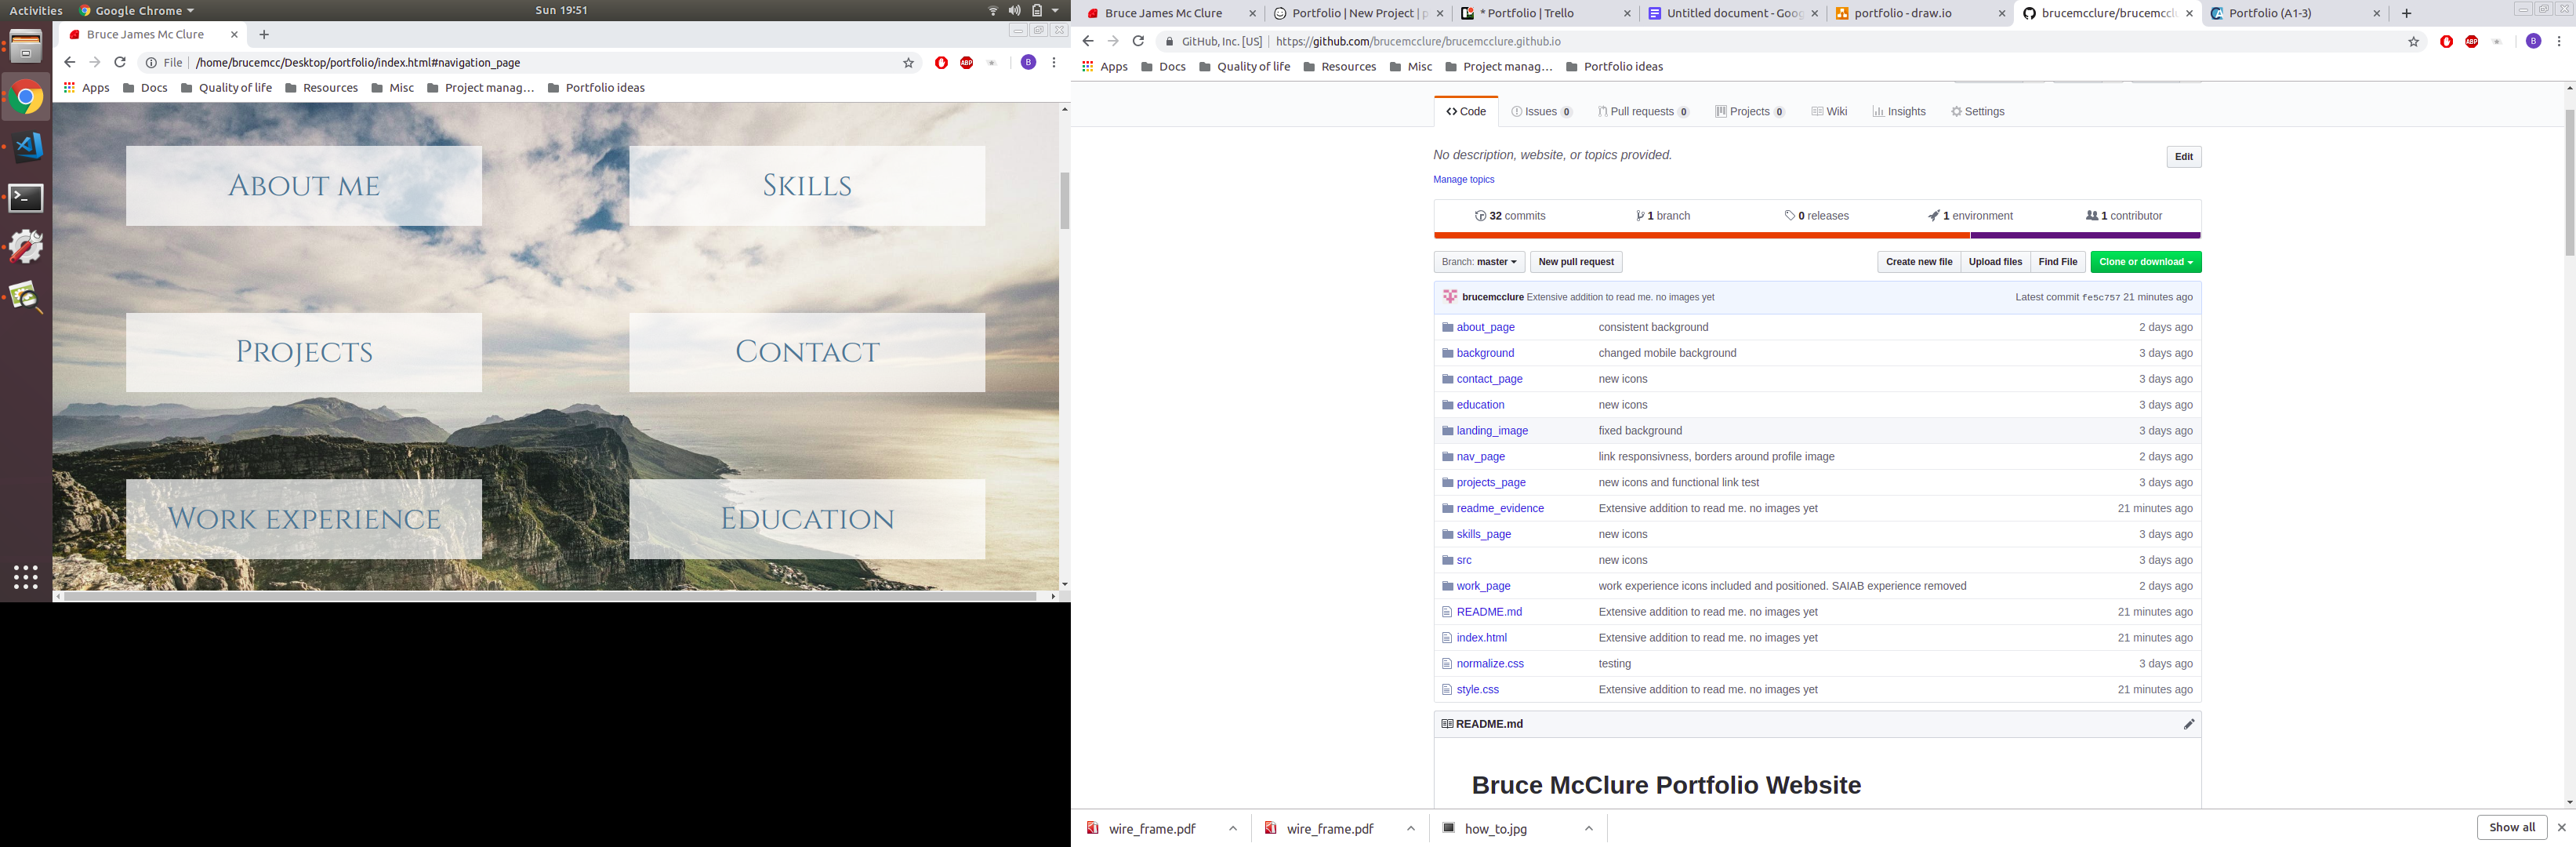 Activities Google Chrome Sun 19:51
Bruce James Mc Clure
File /home/brucemcc/Desktop/portfolio/index.html#navigation_page
ABP B
Apps Docs Quality of life Resources Misc Project manag... Portfolio ideas
About me Skills
Projects Contact
Work experience Education
Bruce James Mc Clure Portfolio | New Project | p * Portfolio | Trello Untitled document - Goog portfolio - draw.io brucemcclure/brucemcclu Portfolio (A1-3)
GitHub, Inc. [US] https://github.com/brucemcclure/brucemcclure.github.io
ABP B
Apps Docs Quality of life Resources Misc Project manag... Portfolio ideas
Code Issues 0 Pull requests 0 Projects 0 Wiki Insights Settings
No description, website, or topics provided. Edit
Manage topics
32 commits 1 branch 0 releases 1 environment 1 contributor
Branch: master New pull request Create new file Upload files Find File Clone or download
brucemcclure Extensive addition to read me. no images yet Latest commit fe5c757 21 minutes ago
about_page consistent background 2 days ago
background changed mobile background 3 days ago
contact_page new icons 3 days ago
education new icons 3 days ago
landing_image fixed background 3 days ago
nav_page link responsivness, borders around profile image 2 days ago
projects_page new icons and functional link test 3 days ago
readme_evidence Extensive addition to read me. no images yet 21 minutes ago
skills_page new icons 3 days ago
src new icons 3 days ago
work_page work experience icons included and positioned. SAIAB experience removed 2 days ago
README.md Extensive addition to read me. no images yet 21 minutes ago
index.html Extensive addition to read me. no images yet 21 minutes ago
normalize.css testing 3 days ago
style.css Extensive addition to read me. no images yet 21 minutes ago
README.md
Bruce McClure Portfolio Website
wire_frame.pdf wire_frame.pdf how_to.jpg Show all